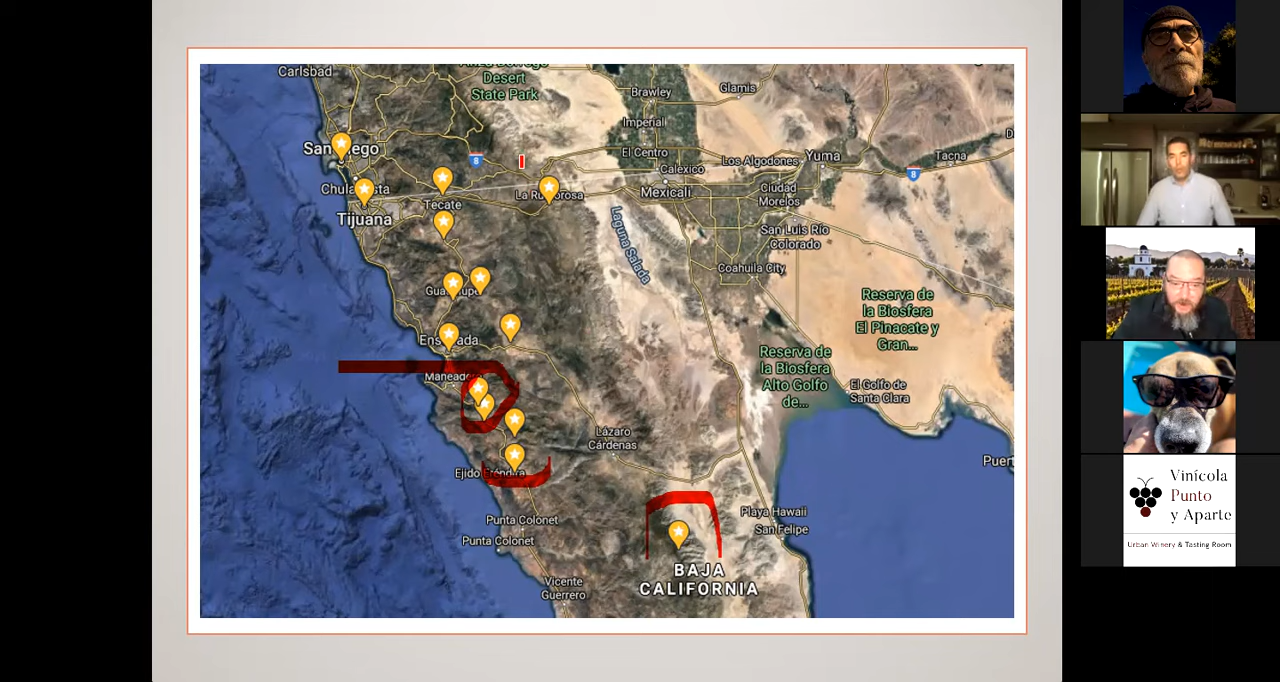 Carlsbad
Anza Borrego
Desert
State Park
Brawley
Glamis
Imperial
San Diego
8
El Centro
Calexico
Los Algodones
Yuma
Tacna
8
Chula Vista
La Rumorosa
Mexicali
Ciudad
Morelos
Tecate
Tijuana
Laguna Salada
San Luis Río
Colorado
Coahuila City
Guadalupe
Reserva de
la Biosfera
El Pinacate y
Gran...
Ensenada
Reserva de
la Biosfera
Alto Golfo
de...
Maneadero
El Golfo de
Santa Clara
Lázaro
Cárdenas
Puert
Ejido Eréndira
Punta Colonet
Playa Hawaii
San Felipe
Punta Colonet
BAJA
CALIFORNIA
Vicente
Guerrero
Vinícola
Punto
y Aparte
Urban Winery & Tasting Room